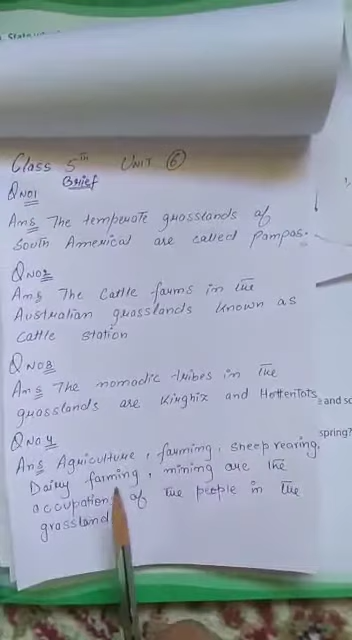 Class 5th Unit 6
Brief
QNo1
Ans The temperate grasslands of
South Americal are called Pampas.
QNo2
Ans The Cattle farms in the
Australian grasslands known as
cattle station
QNo3
Ans The nomadic tribes in the
grasslands are Kirghiz and Hottentots
QNo4
Ans Agriculture, farming, sheep rearing,
Dairy farming, mining are the
accupations of the people in the
grassland
spring?